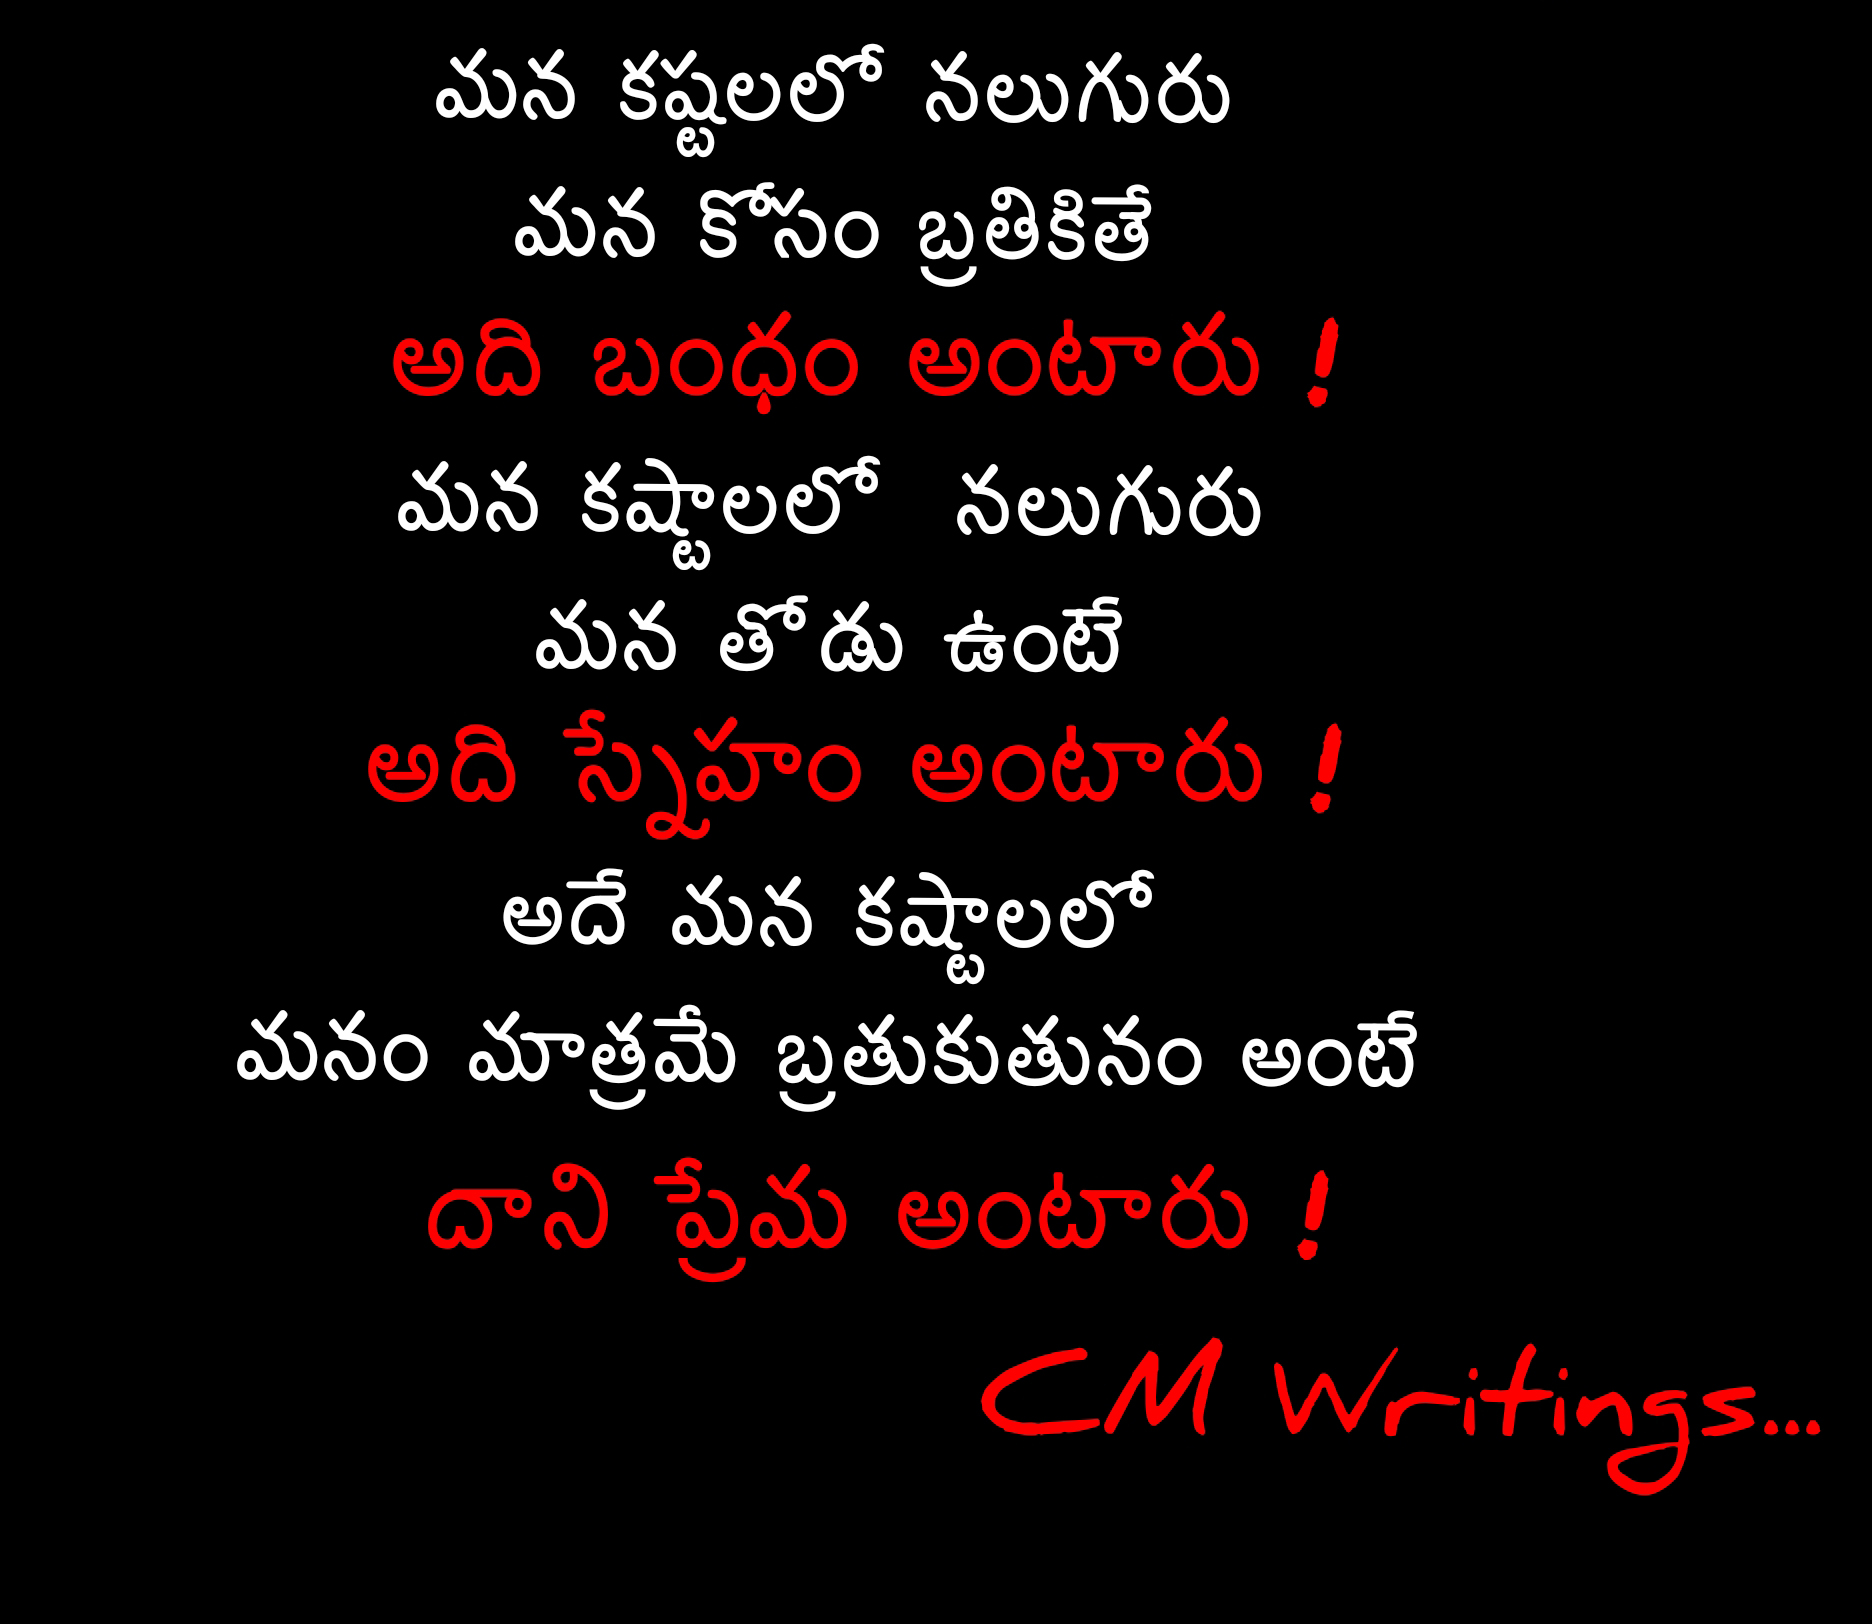 మన కష్టలలో నలుగురు
మన కోసం బ్రతికితే
అది బంధం అంటారు !
మన కష్టాలలో నలుగురు
మన తోడు ఉంటే
అది స్నేహం అంటారు !
అదే మన కష్టాలలో
మనం మాత్రమే బ్రతుకుతునం అంటే
దాని ప్రేమ అంటారు !
CM Writings...